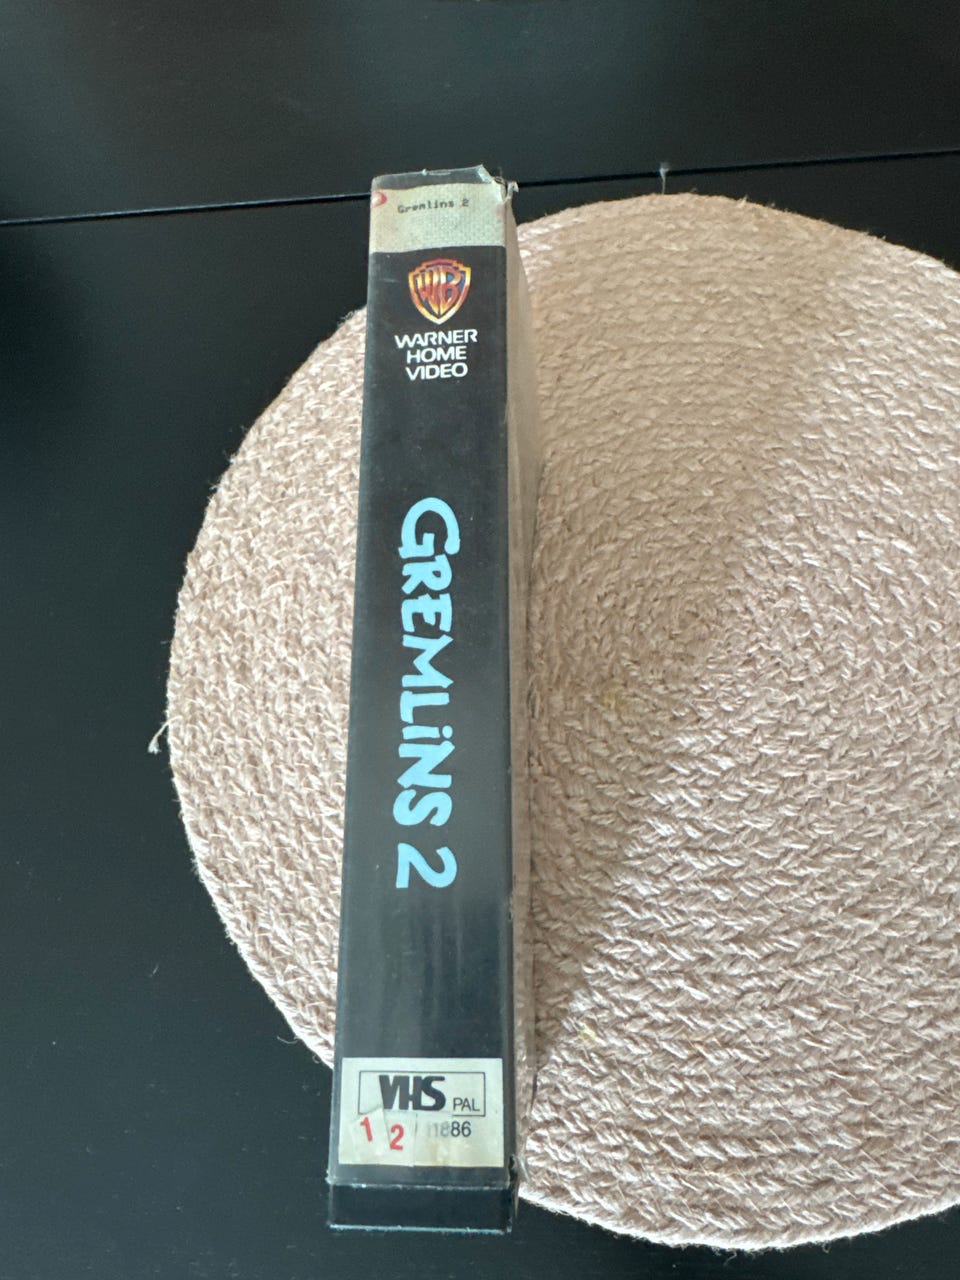 Gremlins 2
WB
WARNER
HOME
VIDEO
GREMLiNS 2
VHS PAL
1 2 11886